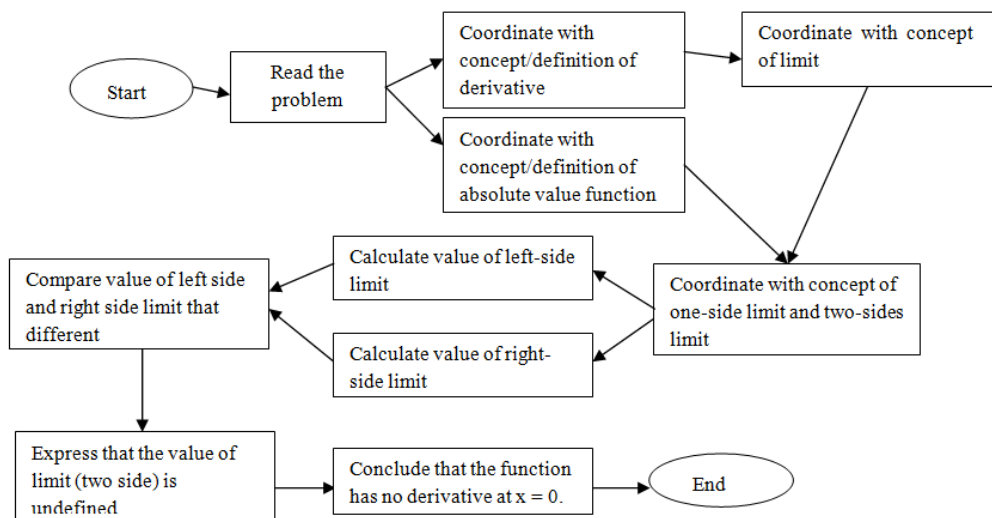 Start
Read the
problem
Coordinate with
concept/definition of
derivative
Coordinate with concept
of limit
Coordinate with
concept/definition of
absolute value function
Coordinate with concept of
one-side limit and two-sides
limit
Calculate value of left-side
limit
Calculate value of right-
side limit
Compare value of left side
and right side limit that
different
Express that the value of
limit (two side) is
undefined
Conclude that the function
has no derivative at x = 0.
End